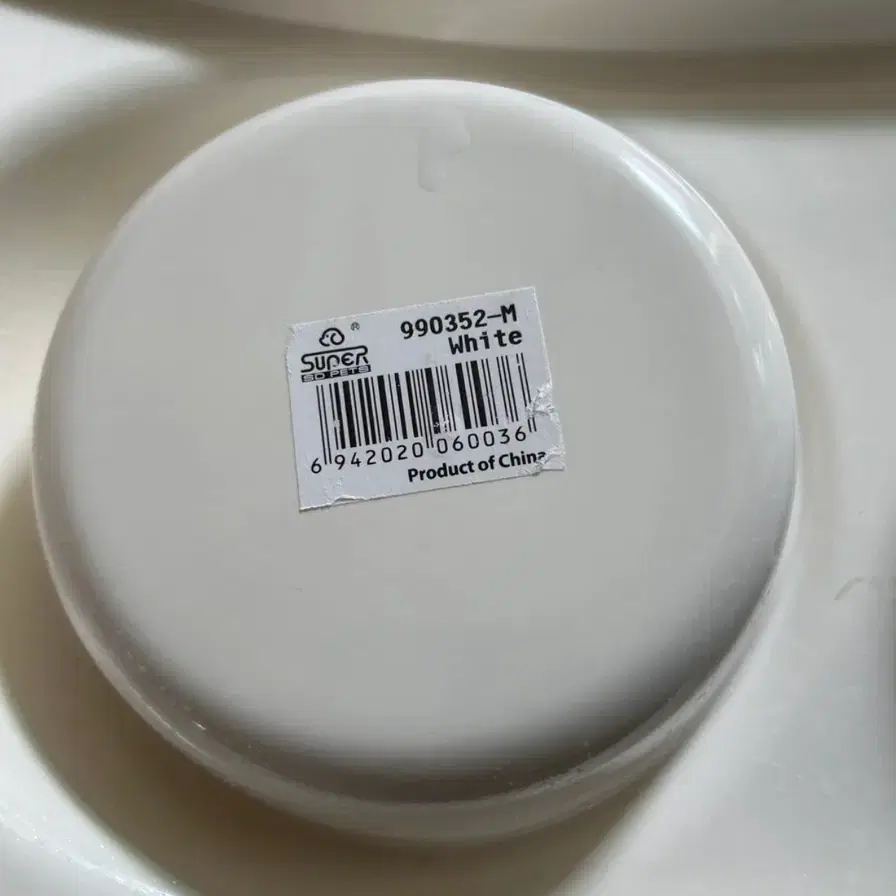 ®
990352-M
White
SUPER
SD PETS
6 942020 060036
Product of China